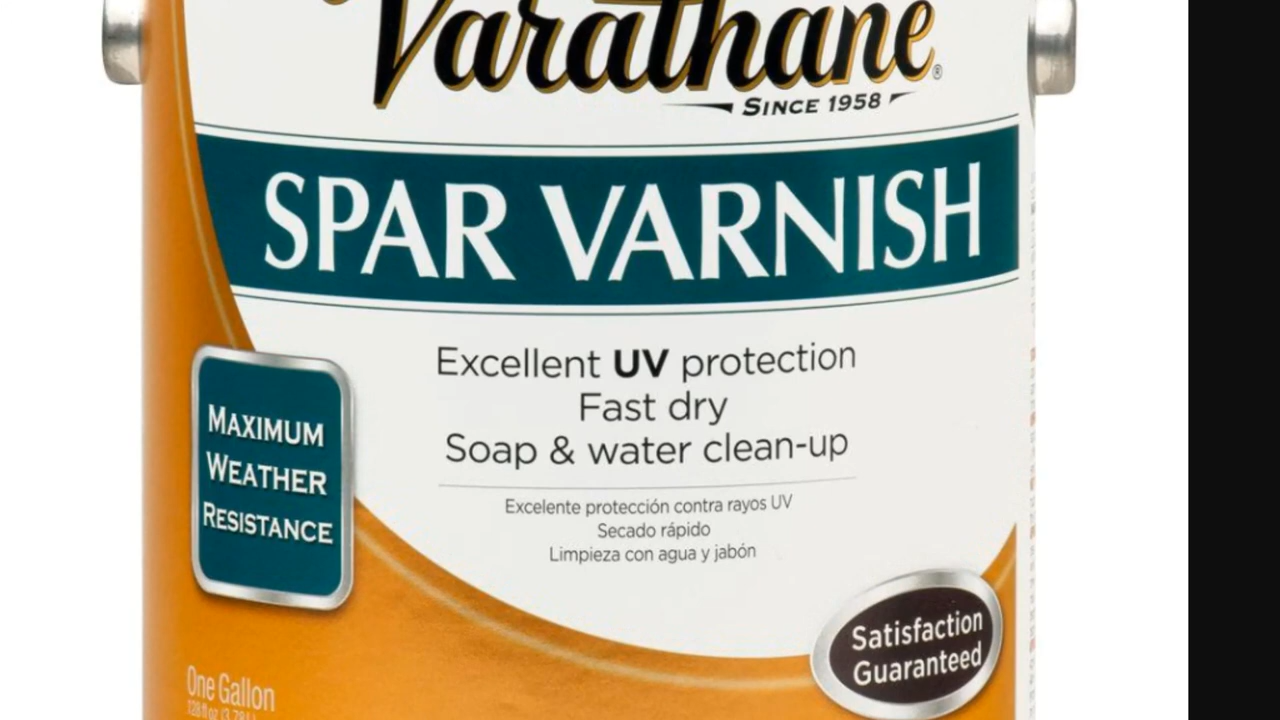 Varathane®
SINCE 1958
SPAR VARNISH
Excellent UV protection
Fast dry
Soap & water clean-up
Excelente protección contra rayos UV
Secado rápido
Limpieza con agua y jabón
MAXIMUM
WEATHER
RESISTANCE
Satisfaction
Guaranteed
One Gallon